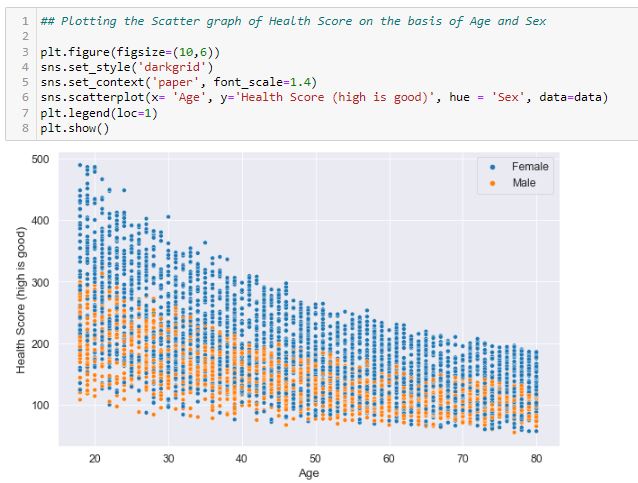 1 ## Plotting the Scatter graph of Health Score on the basis of Age and Sex
2
3 plt.figure(figsize=(10,6))
4 sns.set_style('darkgrid')
5 sns.set_context('paper', font_scale=1.4)
6 sns.scatterplot(x= 'Age', y='Health Score (high is good)', hue = 'Sex', data=data)
7 plt.legend(loc=1)
8 plt.show()
500
400
300
200
100
Health Score (high is good)
Female
Male
20 30 40 50 60 70 80
Age